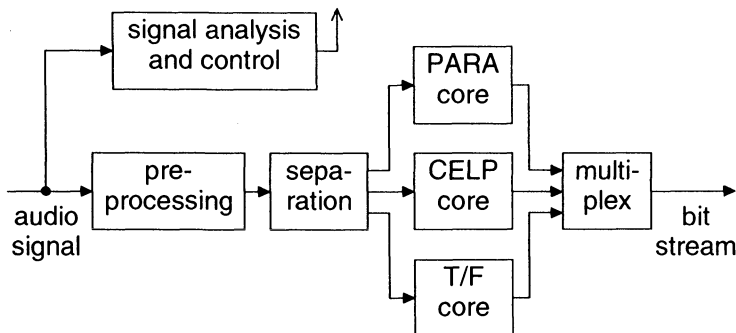 signal analysis
and control
PARA
core
pre-
processing
sepa-
ration
CELP
core
multi-
plex
audio
signal
bit
stream
T/F
core